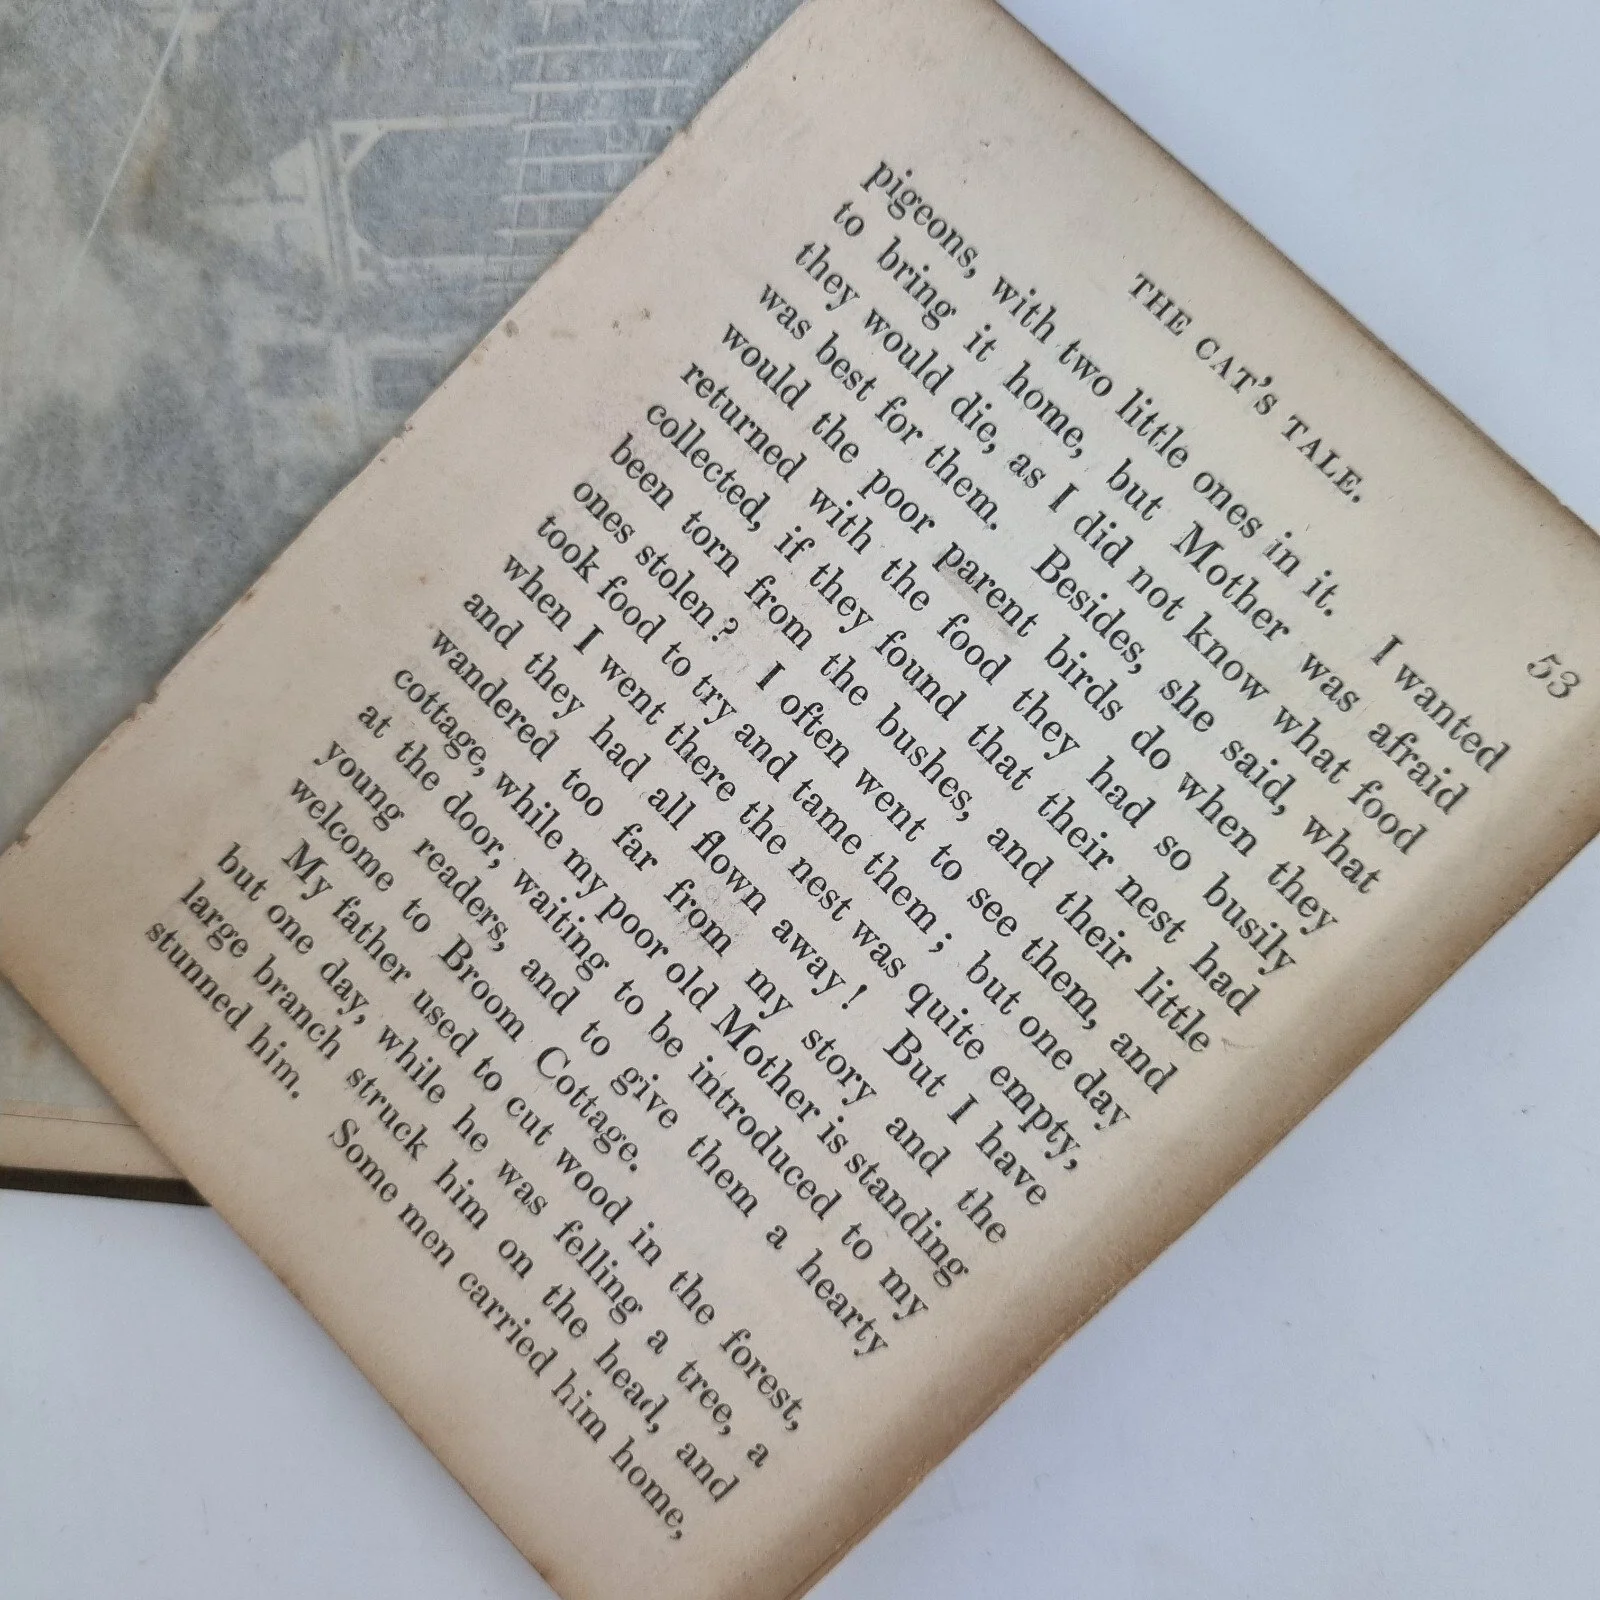 THE CAT'S TALE. 53
pigeons, with two little ones in it. I wanted
to bring it home, but Mother was afraid
they would die, as I did not know what food
was best for them. Besides, she said, what
would the poor parent birds do when they
returned with the food they had so busily
collected, if they found that their nest had
been torn from the bushes, and their little
ones stolen? I often went to see them, and
took food to try and tame them; but one day
when I went there the nest was quite empty,
and they had all flown away! But I have
wandered too far from my story and the
cottage, while my poor old Mother is standing
at the door, waiting to be introduced to my
young readers, and to give them a hearty
welcome to Broom Cottage.
My father used to cut wood in the forest,
but one day, while he was felling a tree, a
large branch struck him on the head, and
stunned him. Some men carried him home,